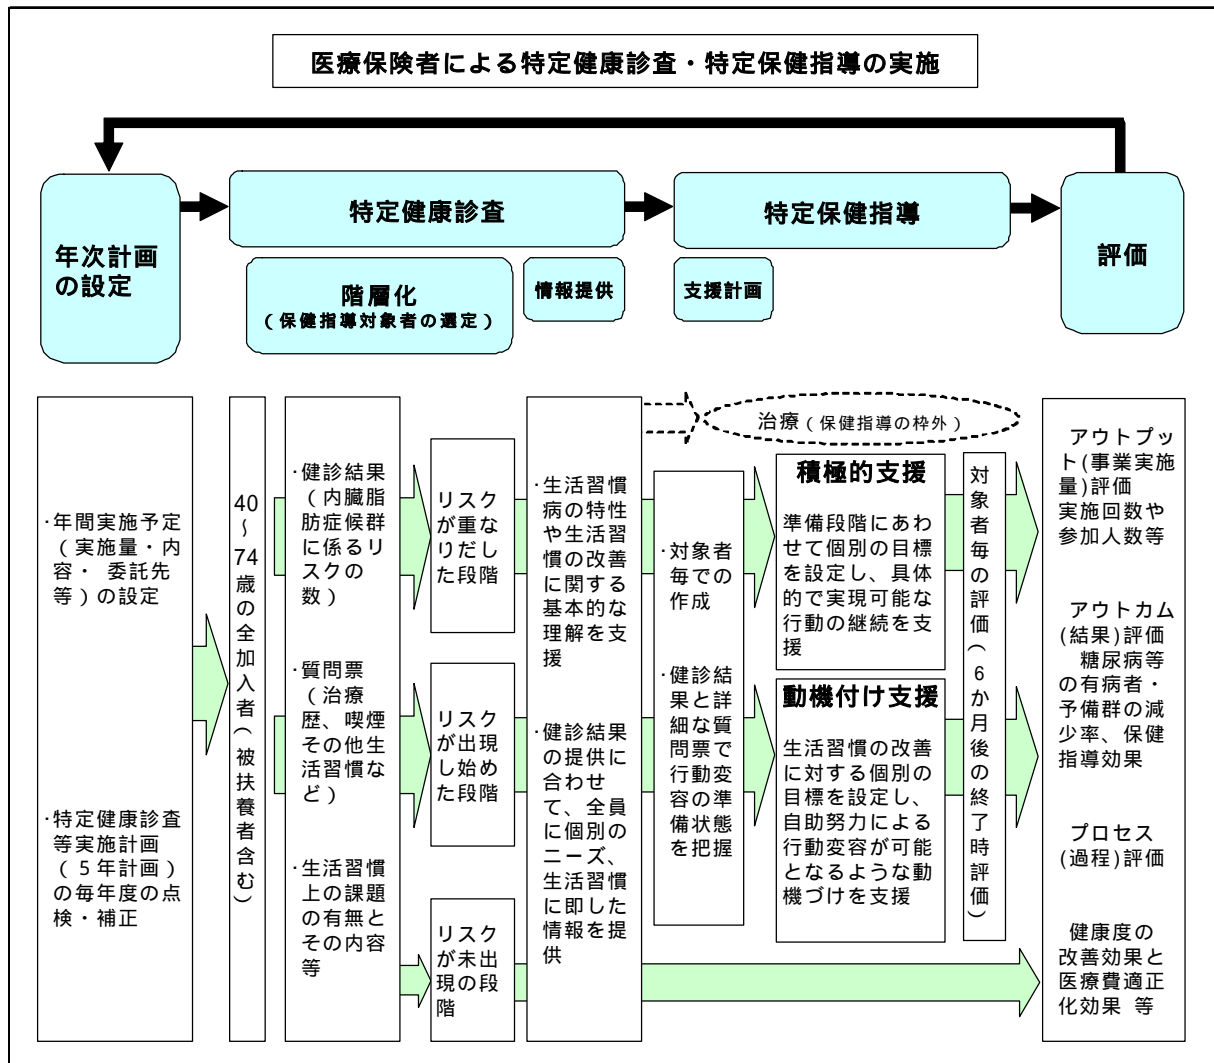 医療保険者による特定健康診査・特定保健指導の実施
年次計画
の設定
特定健康診査
階層化
（保健指導対象者の選定）
情報提供
特定保健指導
支援計画
評価
・年間実施予定
（実施量・内
容・ 委託先
等）の設定
・特定健康診査
等実施計画
（５年計画）
の毎年度の点
検・補正
40～74歳の全加入者（被扶養者含む）
・健診結果
（内臓脂
肪症候群
に係るリ
スクの
数）
・質問票
（治療
歴、喫煙
その他生
活習慣な
ど）
・生活習慣
上の課題
の有無と
その内容
等
リスク
が重な
りだし
た段階
リスク
が出現
し始め
た段階
リスク
が未出
現の段
階
・生活習慣
病の特性
や生活習
慣の改善
に関する
基本的な
理解を支
援
・健診結果
の提供に
合わせ
て、全員
に個別の
ニーズ、
生活習慣
に即した
情報を提
供
治療（保健指導の枠外）
・対象者
毎での
作成
・健診結
果と詳
細な質
問票で
行動変
容の準
備状態
を把握
積極的支援
準備段階にあわ
せて個別の目標
を設定し、具体
的で実現可能な
行動の継続を支
援
動機付け支援
生活習慣の改善
に対する個別の
目標を設定し、
自助努力による
行動変容が可能
となるような動
機づけを支援
対象者毎の評価（６か月後の終了時評価）
アウトプッ
ト(事業実施
量)評価
実施回数や
参加人数等
アウトカム
(結果）評価
糖尿病等
の有病者・
予備群の減
少率、保健
指導効果
プロセス
(過程）評価
健康度の
改善効果と
医療費適正
化効果 等